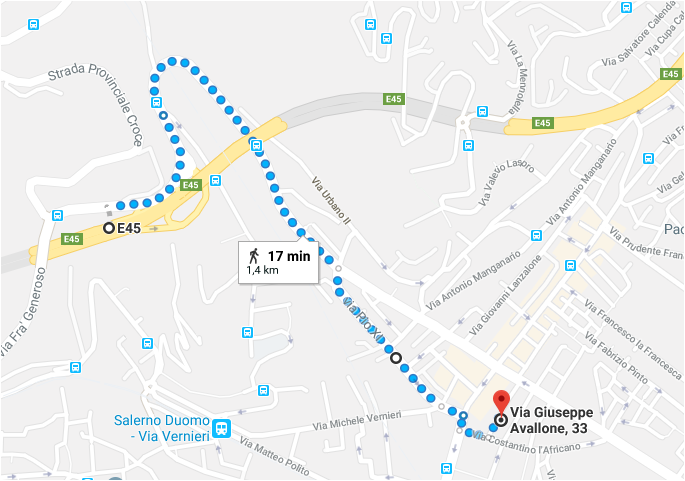 Via Salvatore Calenda
Via Cupa Cale
Via La Mennolella
Strada Provinciale Croce
E45
E45
E45
Via Antonio Manganario
Via Valerio Laspro
E45
Via Urbano II
E45
E45
Via Fra' Generoso
17 min
1,4 km
Via Prudente Frana
Via Antonio Manganario
Via Giovanni Lanzalone
Via Pio XI
Via Francesco la Francesca
Via Fabrizio Pinto
Salerno Duomo
- Via Vernieri
Via Michele Vernieri
Via Giuseppe
Avallone, 33
Via Costantino l'Africano
Via Matteo Polito